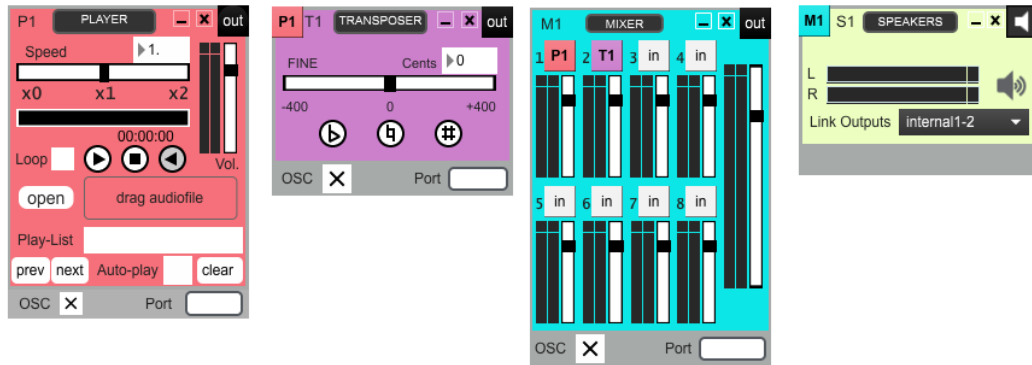 P1 PLAYER out
Speed 1.
x0 x1 x2
00:00:00
Loop Vol.
open drag audiofile
Play-List
prev next Auto-play clear
OSC X Port
P1 T1 TRANSPOSER out
FINE Cents 0
-400 0 +400
OSC X Port
M1 MIXER out
1 P1 2 T1 3 in 4 in
5 in 6 in 7 in 8 in
OSC X Port
M1 S1 SPEAKERS
L
R
Link Outputs internal1-2